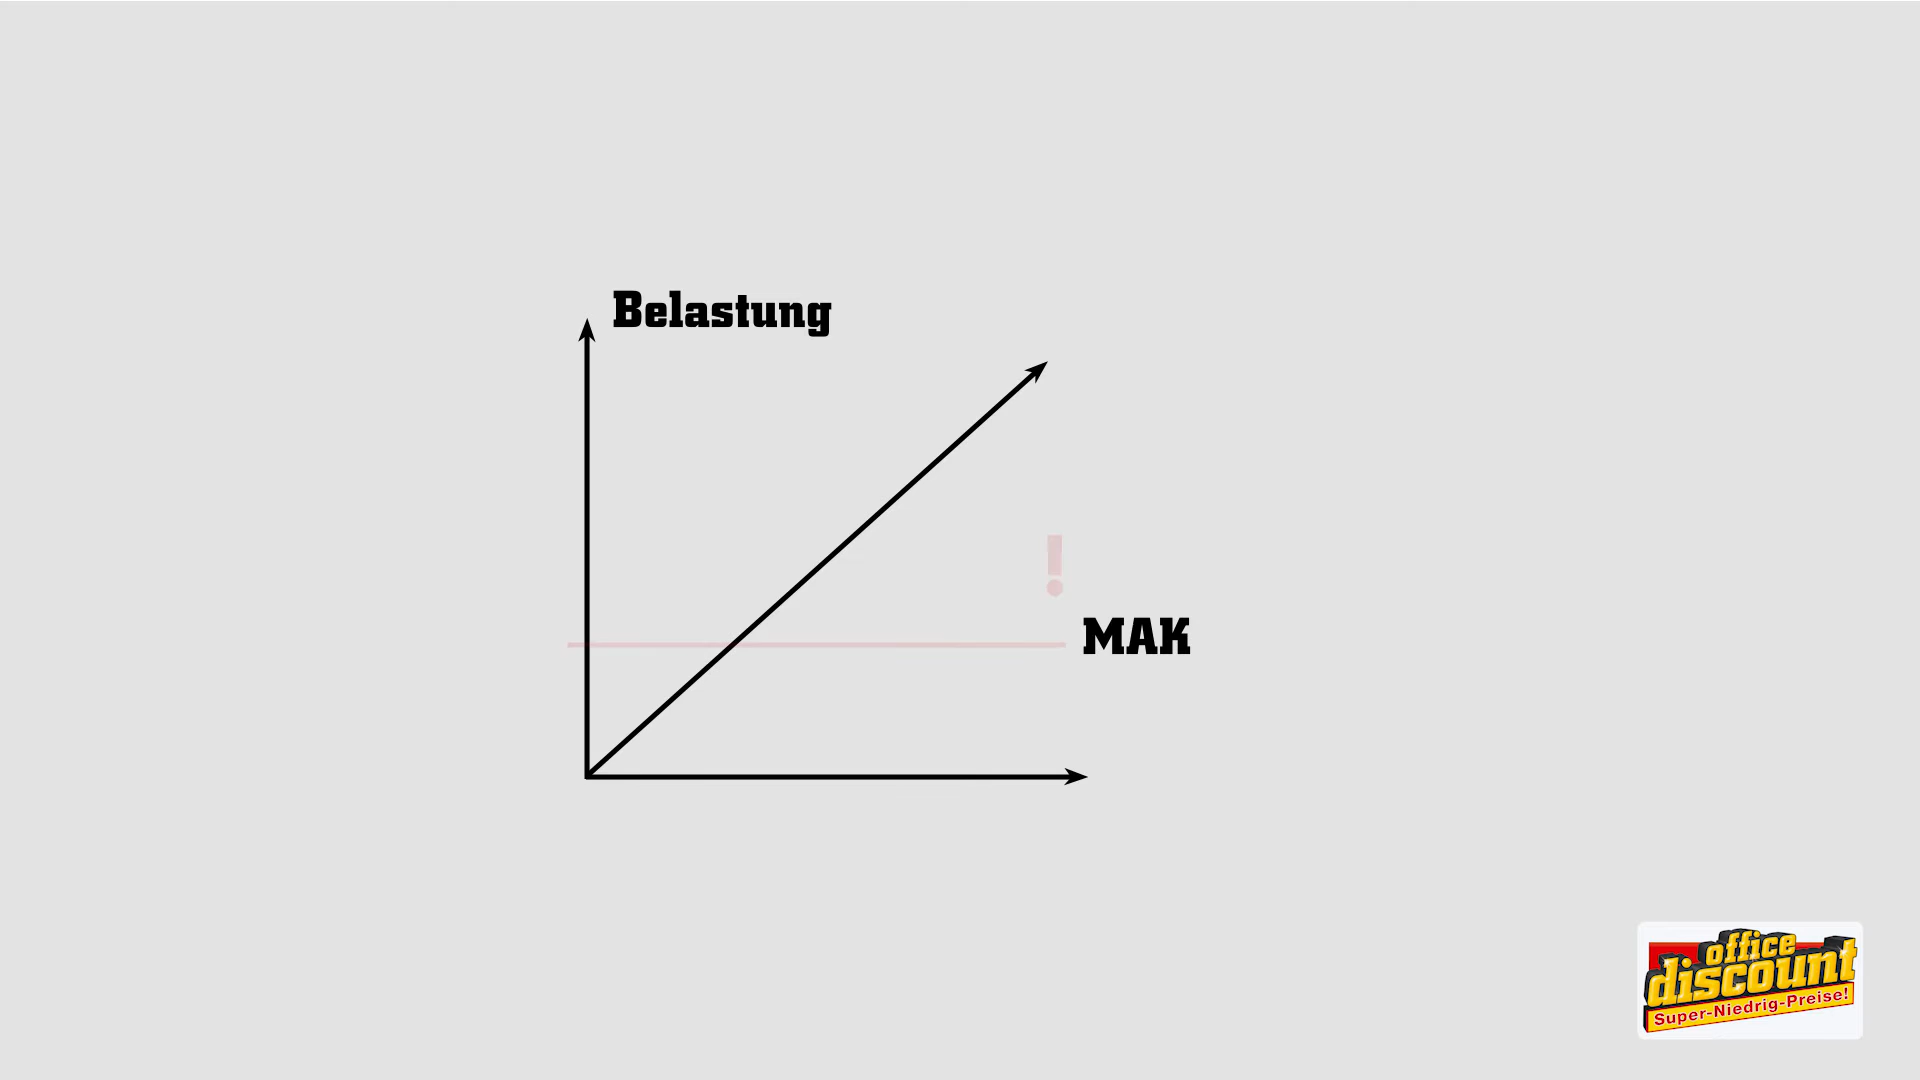 Belastung
!
MAK
office
discount
Super-Niedrig-Preise!